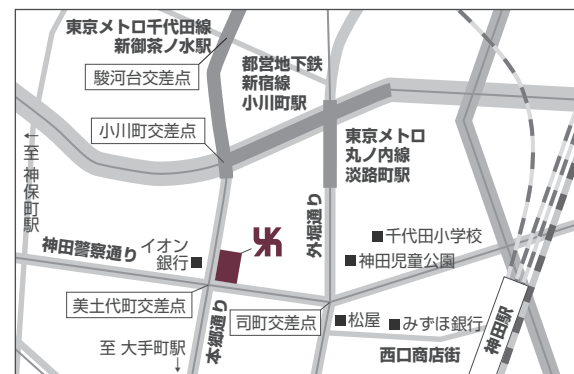 東京メトロ千代田線
新御茶ノ水駅
駿河台交差点
都営地下鉄
新宿線
小川町駅
小川町交差点
東京メトロ
丸ノ内線
淡路町駅
←至 神保町駅
神田警察通り
イオン
銀行
外堀通り
千代田小学校
神田児童公園
美土代町交差点
本郷通り
司町交差点
松屋
みずほ銀行
神田駅
至 大手町駅
↓
西口商店街